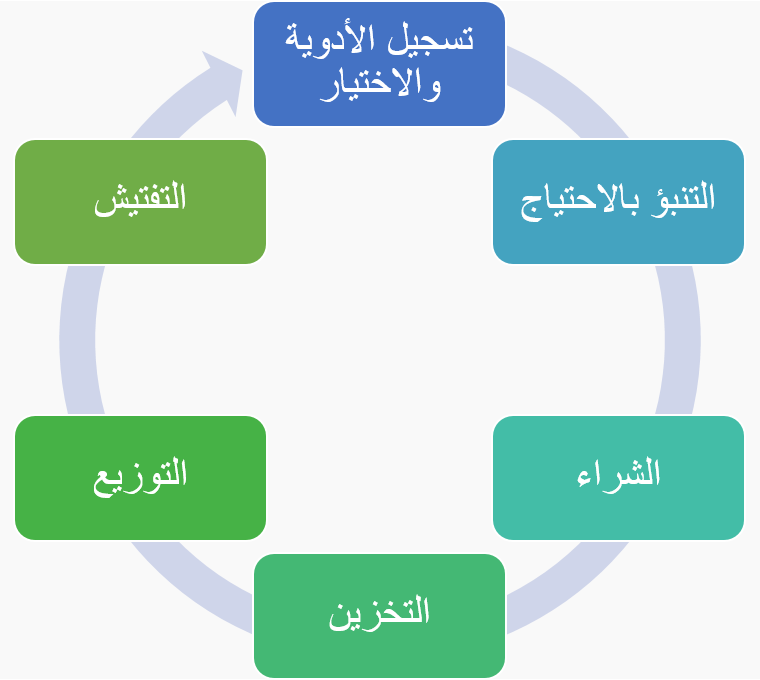 تسجيل الأدوية
والاختيار
التنبؤ بالاحتياج
الشراء
التخزين
التوزيع
التفتيش